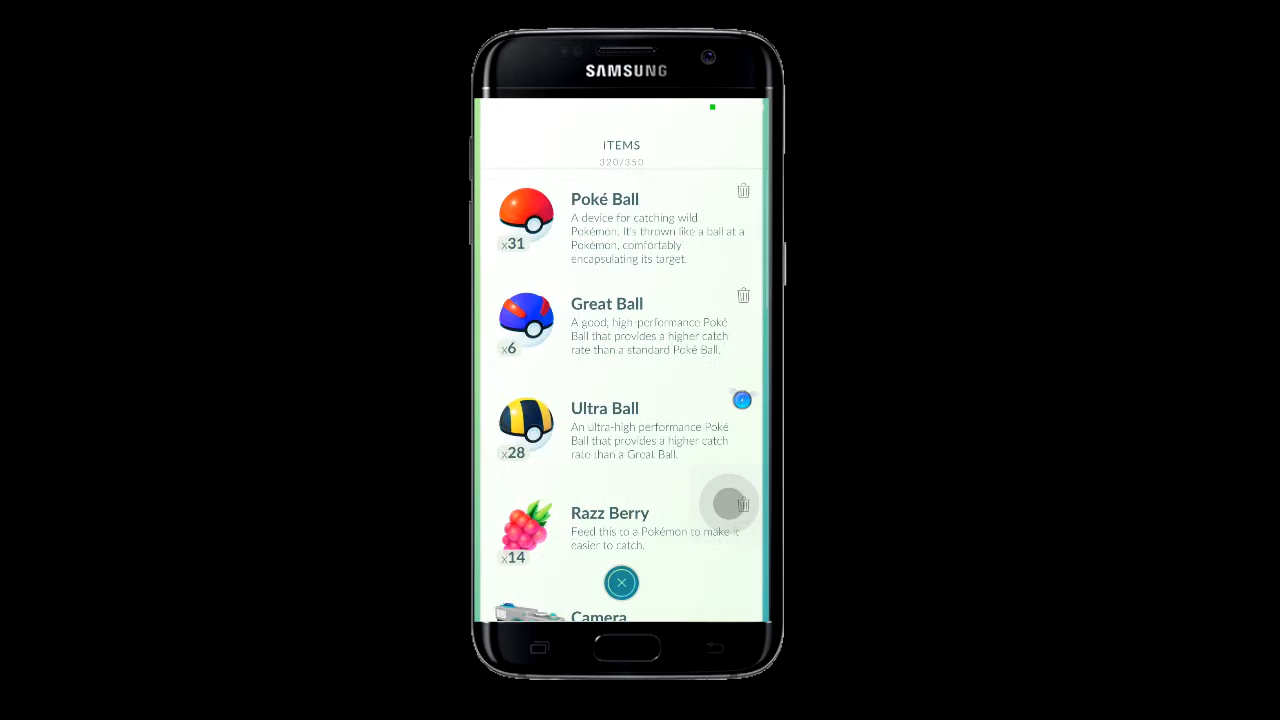 SAMSUNG
ITEMS
320/350
Poké Ball
A device for catching wild
Pokémon. It's thrown like a ball at a
Pokémon, comfortably
encapsulating its target.
x31
Great Ball
A good, high-performance Poké
Ball that provides a higher catch
rate than a standard Poké Ball.
x6
Ultra Ball
An ultra-high performance Poké
Ball that provides a higher catch
rate than a Great Ball.
x28
Razz Berry
Feed this to a Pokémon to make it
easier to catch.
x14
Camera